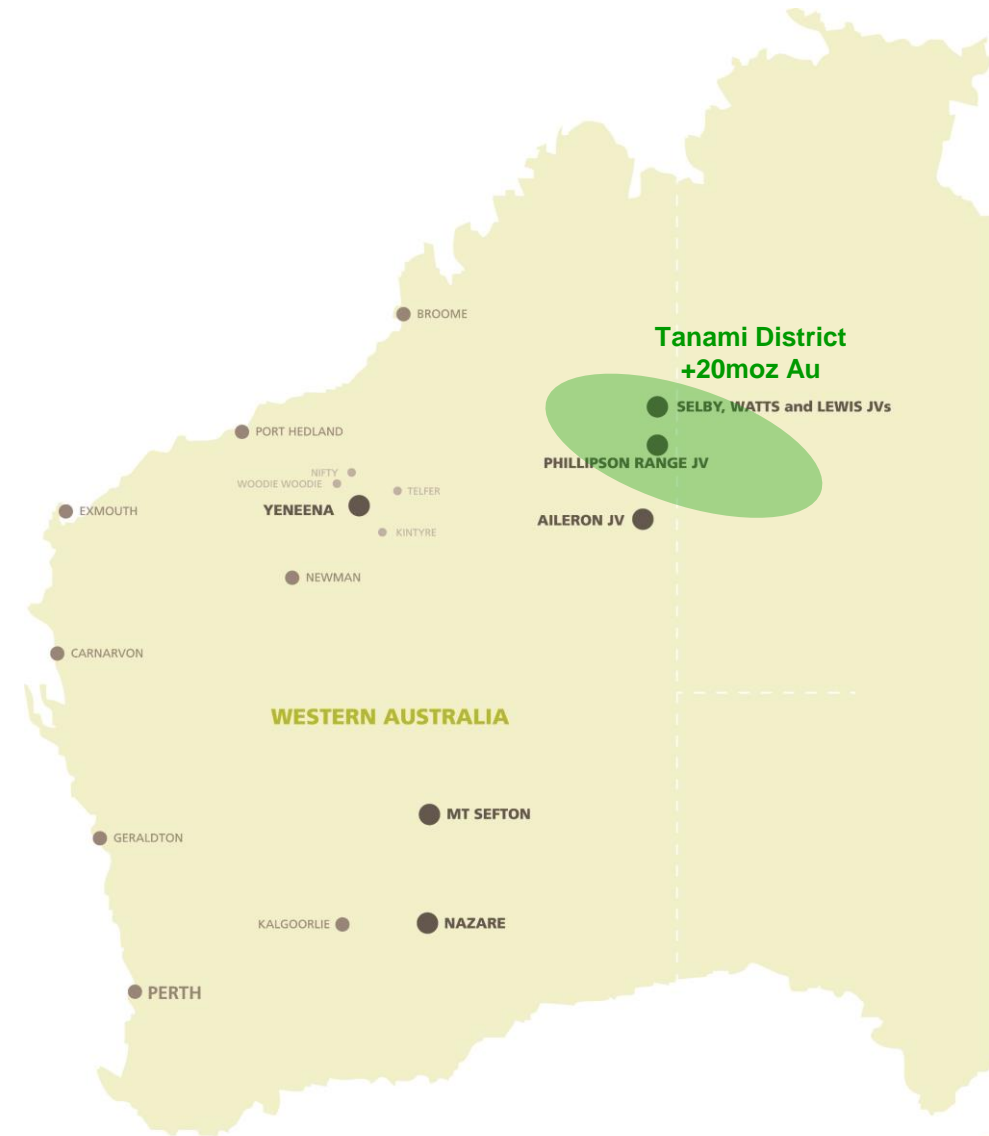 BROOME
Tanami District
+20moz Au
SELBY, WATTS and LEWIS JVs
PORT HEDLAND
PHILLIPSON RANGE JV
NIFTY
WOODIE WOODIE
TELFER
YENEENA
EXMOUTH
AILERON JV
KINTYRE
NEWMAN
CARNARVON
WESTERN AUSTRALIA
MT SEFTON
GERALDTON
KALGOORLIE
NAZARE
PERTH